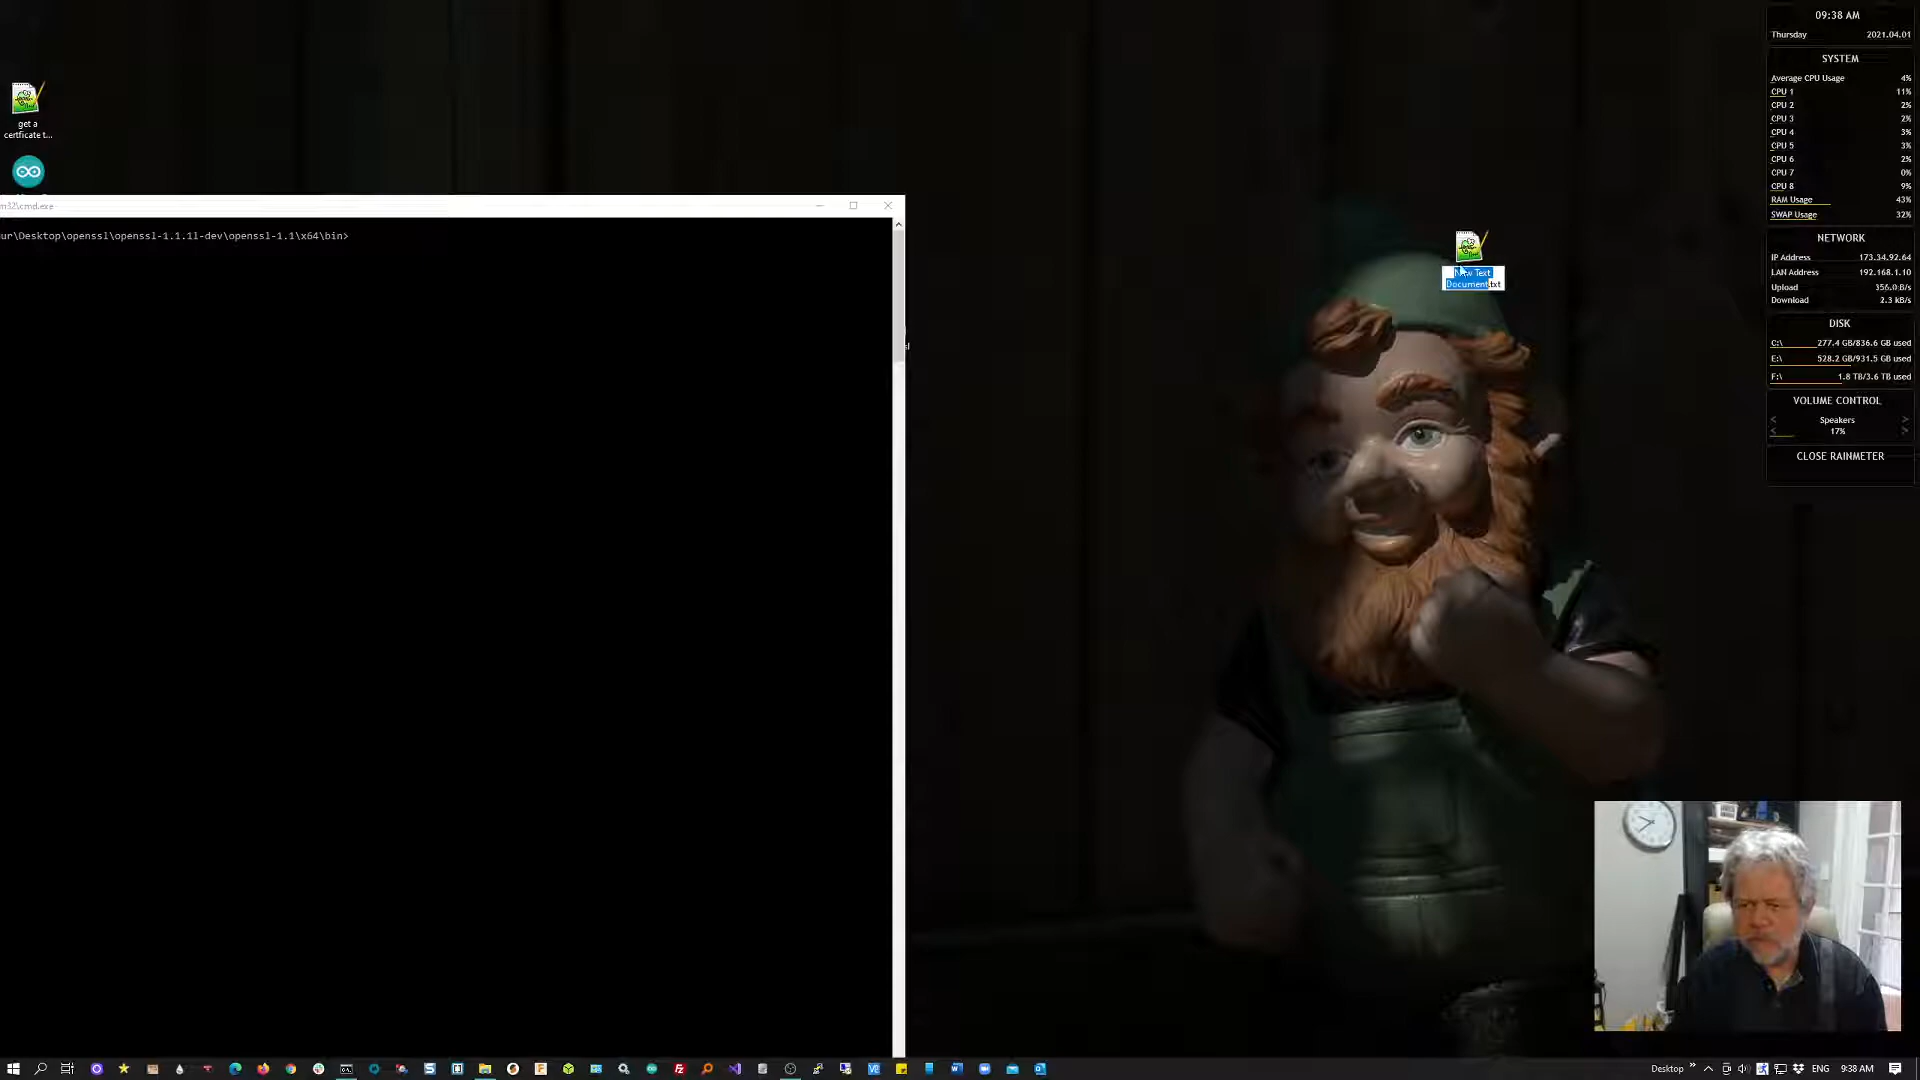 get a
certficate t...
m32\cmd.exe
ur\Desktop\openssl\openssl-1.1.1l-dev\openssl-1.1\x64\bin>
New Text
Document.txt
09:38 AM
Thursday 2021.04.01
SYSTEM
Average CPU Usage 4%
CPU 1 11%
CPU 2 2%
CPU 3 2%
CPU 4 3%
CPU 5 3%
CPU 6 2%
CPU 7 0%
CPU 8 9%
RAM Usage 43%
SWAP Usage 32%
NETWORK
IP Address 173.34.92.64
LAN Address 192.168.1.10
Upload 356.0 B/s
Download 2.3 kB/s
DISK
C:\ 277.4 GB/836.6 GB used
E:\ 528.2 GB/931.5 GB used
F:\ 1.8 TB/3.6 TB used
VOLUME CONTROL
< Speakers >
< 17% >
CLOSE RAINMETER
Desktop » ENG 9:38 AM